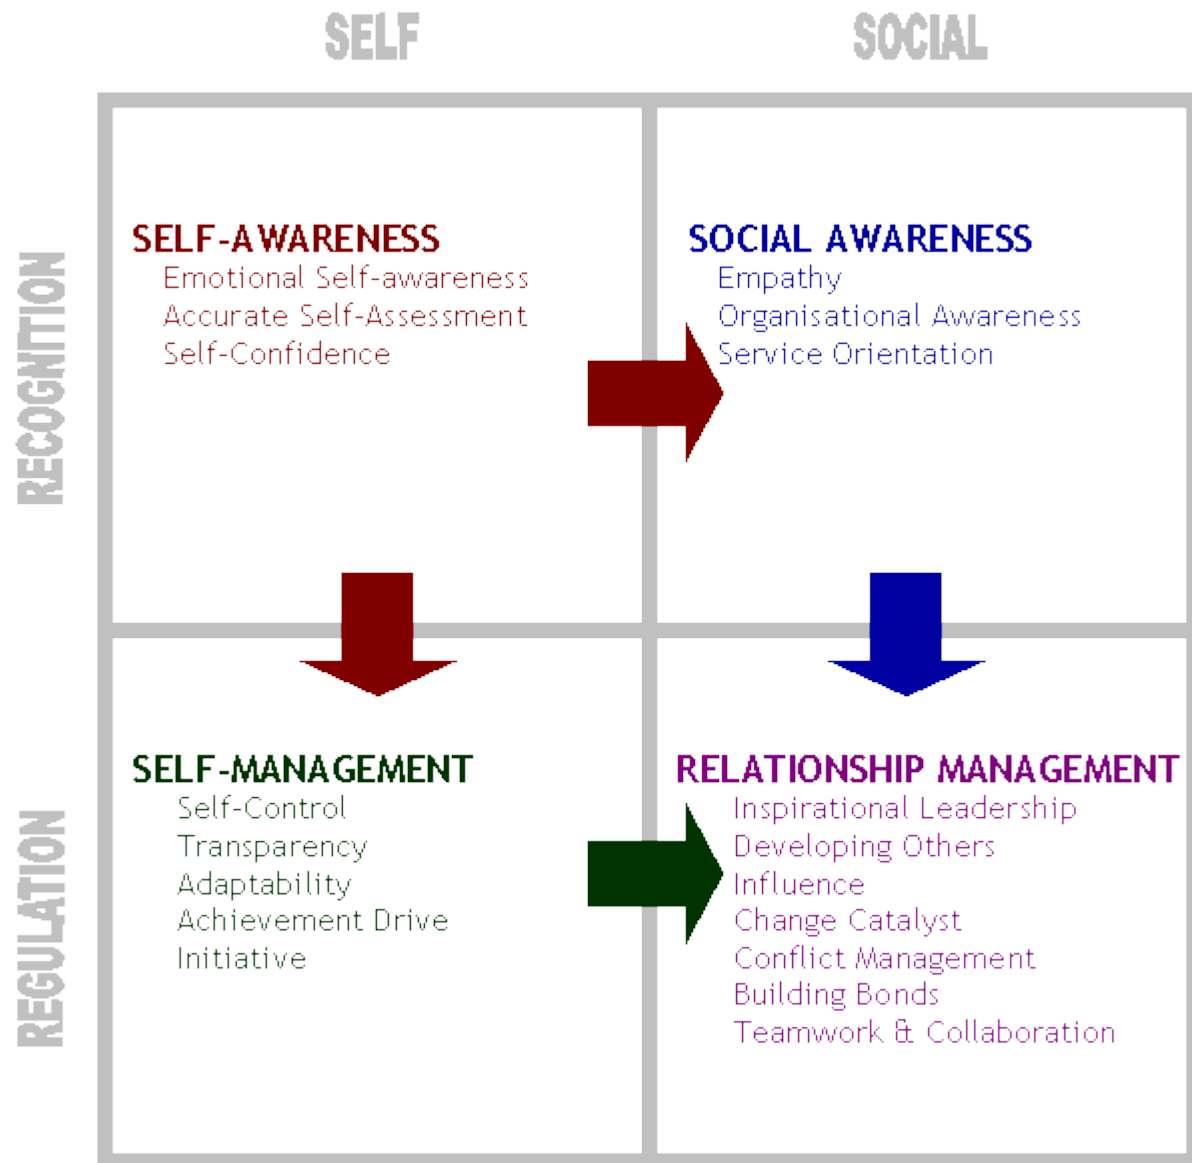 SELF
SOCIAL
RECOGNITION
SELF-AWARENESS
Emotional Self-awareness
Accurate Self-Assessment
Self-Confidence
SOCIAL AWARENESS
Empathy
Organisational Awareness
Service Orientation
REGULATION
SELF-MANAGEMENT
Self-Control
Transparency
Adaptability
Achievement Drive
Initiative
RELATIONSHIP MANAGEMENT
Inspirational Leadership
Developing Others
Influence
Change Catalyst
Conflict Management
Building Bonds
Teamwork & Collaboration